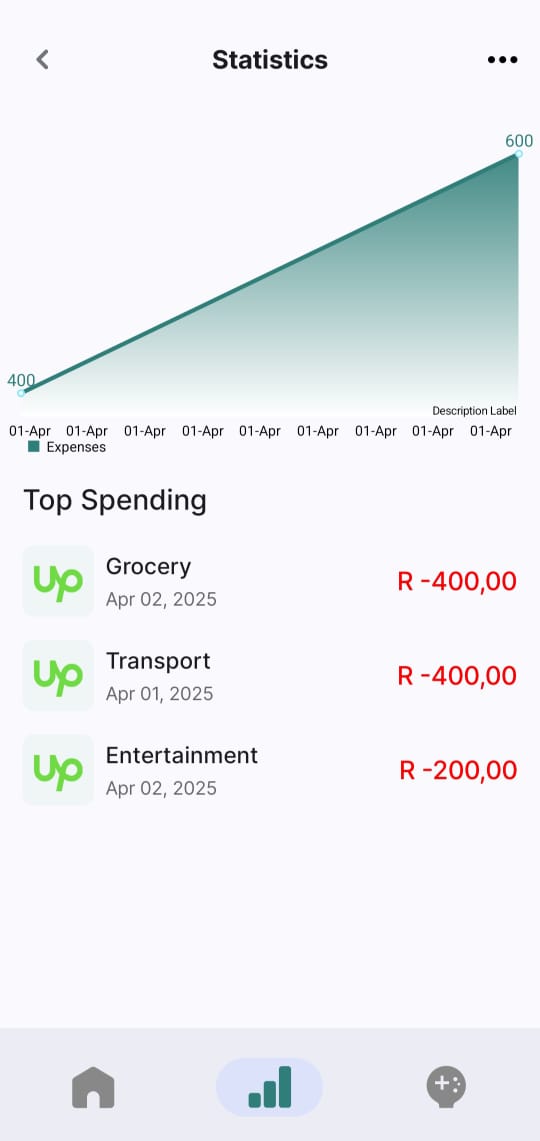 Statistics
600
400
Description Label
01-Apr 01-Apr 01-Apr 01-Apr 01-Apr 01-Apr 01-Apr 01-Apr 01-Apr
Expenses
Top Spending
up
Grocery
R -400,00
Apr 02, 2025
up
Transport
R -400,00
Apr 01, 2025
up
Entertainment
R -200,00
Apr 02, 2025